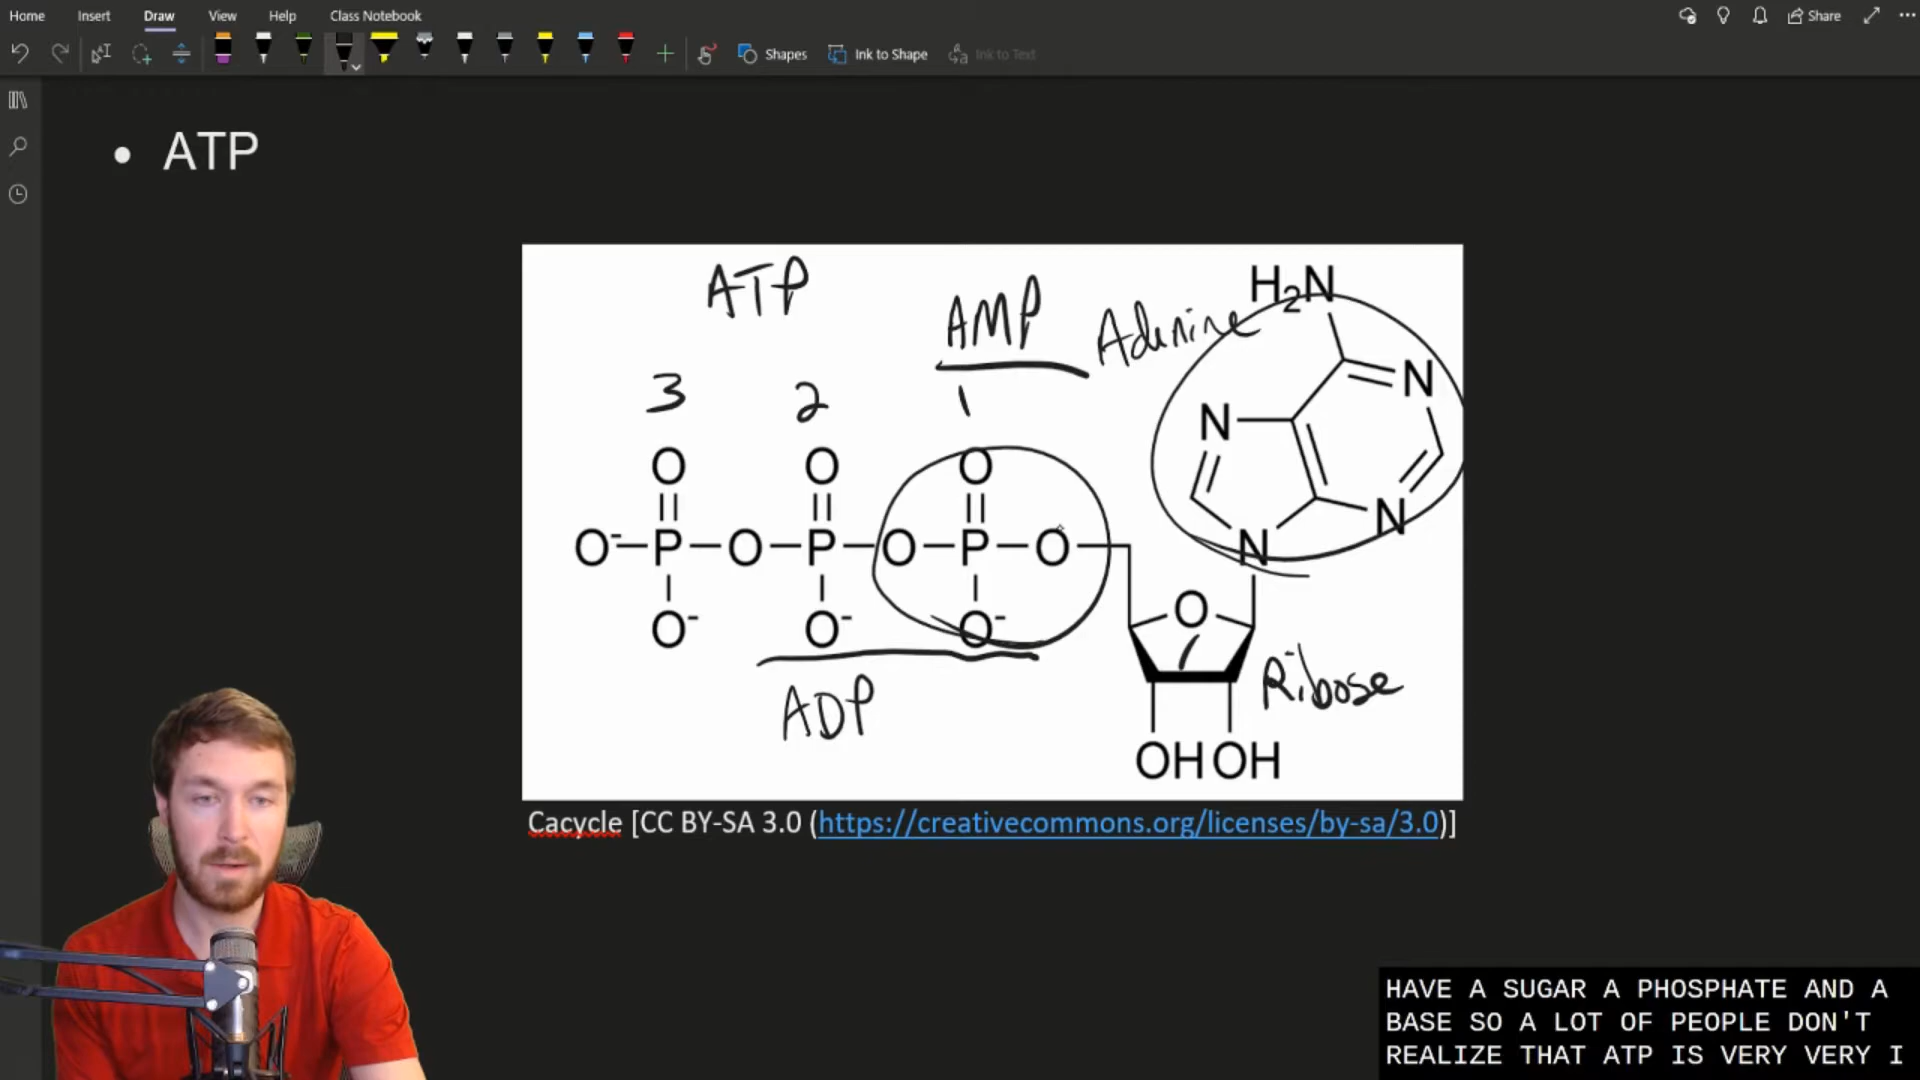 Home Insert Draw View Help Class Notebook Share
Shapes Ink to Shape Ink to Text
• ATP
ATP
AMP
Adenine
H₂N
3 2 1
N
N
O O O
O⁻ P O P O P O
N
N
O⁻ O⁻ O⁻
O
ADP
Ribose
OH OH
Cacycle [CC BY-SA 3.0 (https://creativecommons.org/licenses/by-sa/3.0)]
HAVE A SUGAR A PHOSPHATE AND A
BASE SO A LOT OF PEOPLE DON'T
REALIZE THAT ATP IS VERY VERY I